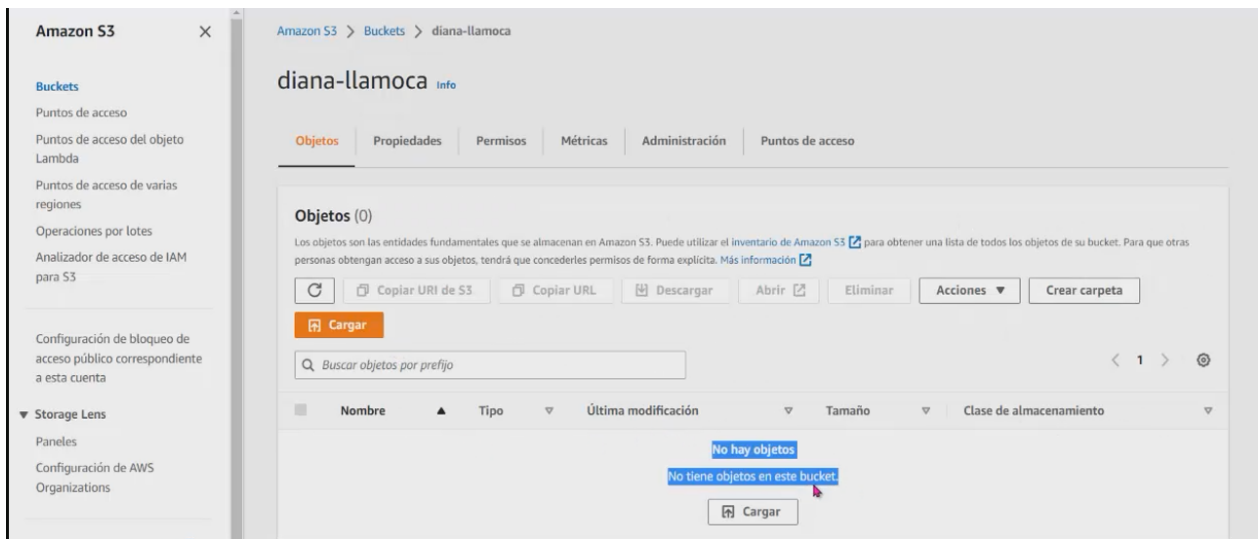 Amazon S3
Buckets
Puntos de acceso
Puntos de acceso del objeto
Lambda
Puntos de acceso de varias
regiones
Operaciones por lotes
Analizador de acceso de IAM
para S3
Configuración de bloqueo de
acceso público correspondiente
a esta cuenta
Storage Lens
Paneles
Configuración de AWS
Organizations
Amazon S3 > Buckets > diana-llamoca
diana-llamoca Info
Objetos Propiedades Permisos Métricas Administración Puntos de acceso
Objetos (0)
Los objetos son las entidades fundamentales que se almacenan en Amazon S3. Puede utilizar el inventario de Amazon S3 para obtener una lista de todos los objetos de su bucket. Para que otras
personas obtengan acceso a sus objetos, tendrá que concederles permisos de forma explícita. Más información
Copiar URI de S3 Copiar URL Descargar Abrir Eliminar Acciones Crear carpeta
Cargar
Buscar objetos por prefijo < 1 >
Nombre Tipo Última modificación Tamaño Clase de almacenamiento
No hay objetos
No tiene objetos en este bucket.
Cargar